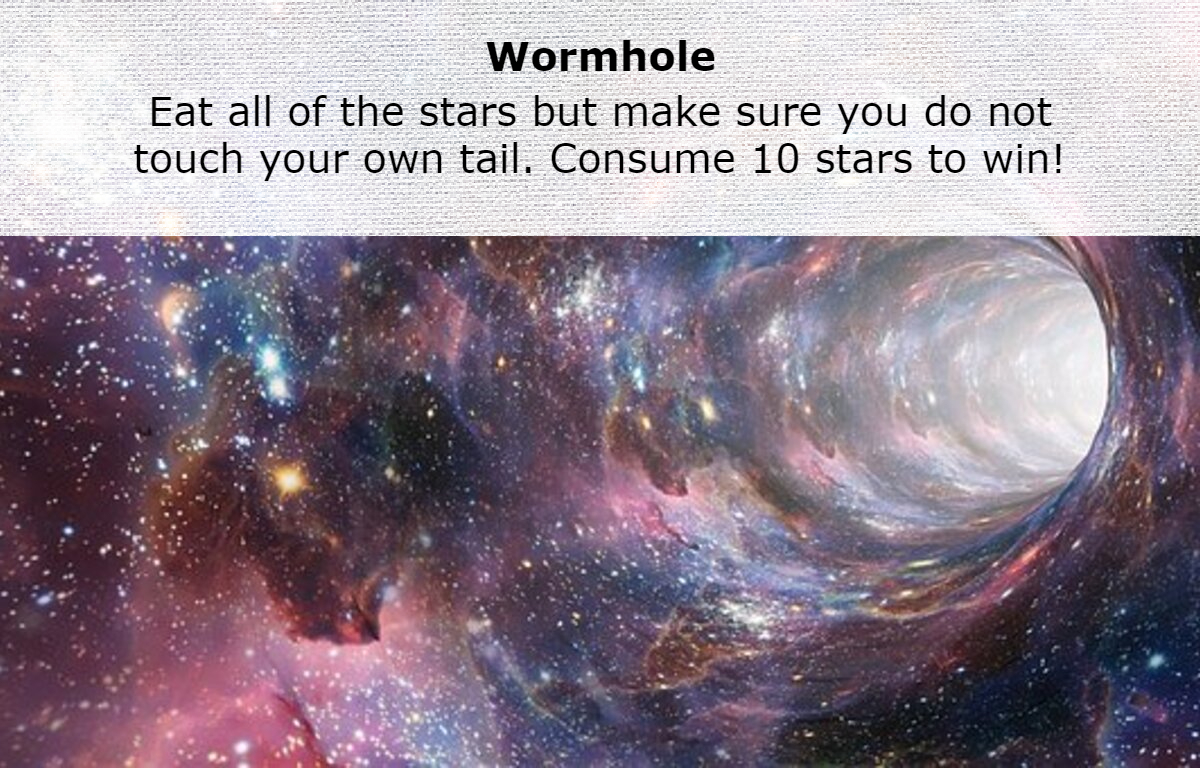 Wormhole
Eat all of the stars but make sure you do not
touch your own tail. Consume 10 stars to win!